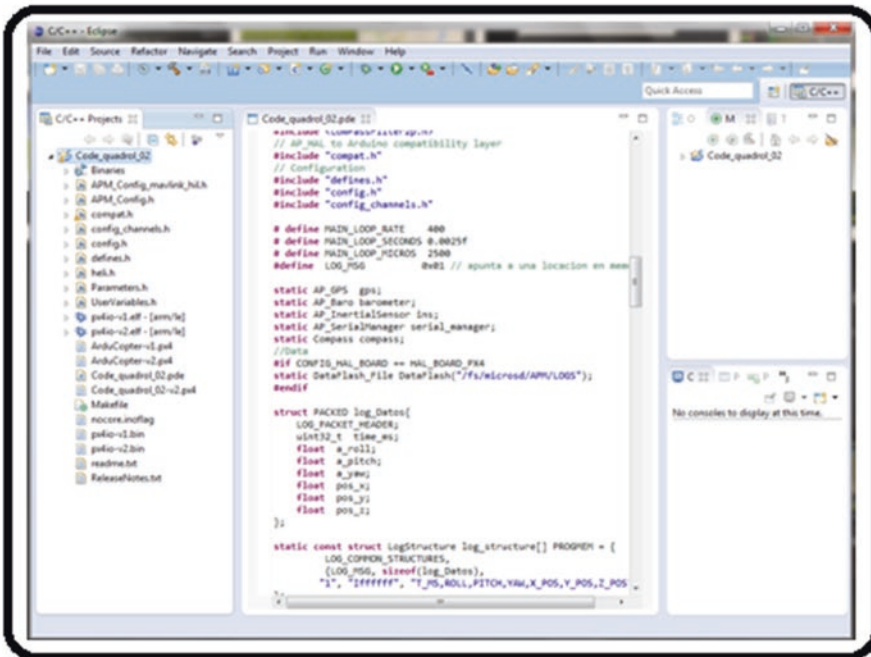 C/C++ - Eclipse
File Edit Source Refactor Navigate Search Project Run Window Help
Quick Access
C/C++
C/C++ Projects
Code_quadrol_02
Binaries
APM_Config_mavlink_hil.h
APM_Config.h
compat.h
config_channels.h
config.h
defines.h
heli.h
Parameters.h
UserVariables.h
px4io-v1.elf - [arm/le]
px4io-v2.elf - [arm/le]
ArduCopter-v1.px4
ArduCopter-v2.px4
Code_quadrol_02.pde
Code_quadrol_02-v2.px4
Makefile
nocore.inoflag
px4io-v1.bin
px4io-v2.bin
readme.txt
ReleaseNotes.txt
Code_quadrol_02.pde
// AP_HAL to Arduino compatibility layer
#include "compat.h"
// Configuration
#include "defines.h"
#include "config.h"
#include "config_channels.h"
# define MAIN_LOOP_RATE 400
# define MAIN_LOOP_SECONDS 0.0025f
# define MAIN_LOOP_MICROS 2500
#define LOG_MSG 0x01 // apunta a una locacion en mem
static AP_GPS gps;
static AP_Baro barometer;
static AP_InertialSensor ins;
static AP_SerialManager serial_manager;
static Compass compass;
//Data
#if CONFIG_HAL_BOARD == HAL_BOARD_PX4
static DataFlash_File DataFlash("/fs/microsd/APM/LOGS");
#endif
struct PACKED log_Datos{
LOG_PACKET_HEADER;
uint32_t time_ms;
float a_roll;
float a_pitch;
float a_yaw;
float pos_x;
float pos_y;
float pos_z;
};
static const struct LogStructure log_structure[] PROGMEM = {
LOG_COMMON_STRUCTURES,
{LOG_MSG, sizeof(log_Datos),
"1", "Iffffff", "T_MS,ROLL,PITCH,YAW,X_POS,Y_POS,Z_POS
O M
Code_quadrol_02
C P P
No consoles to display at this time.